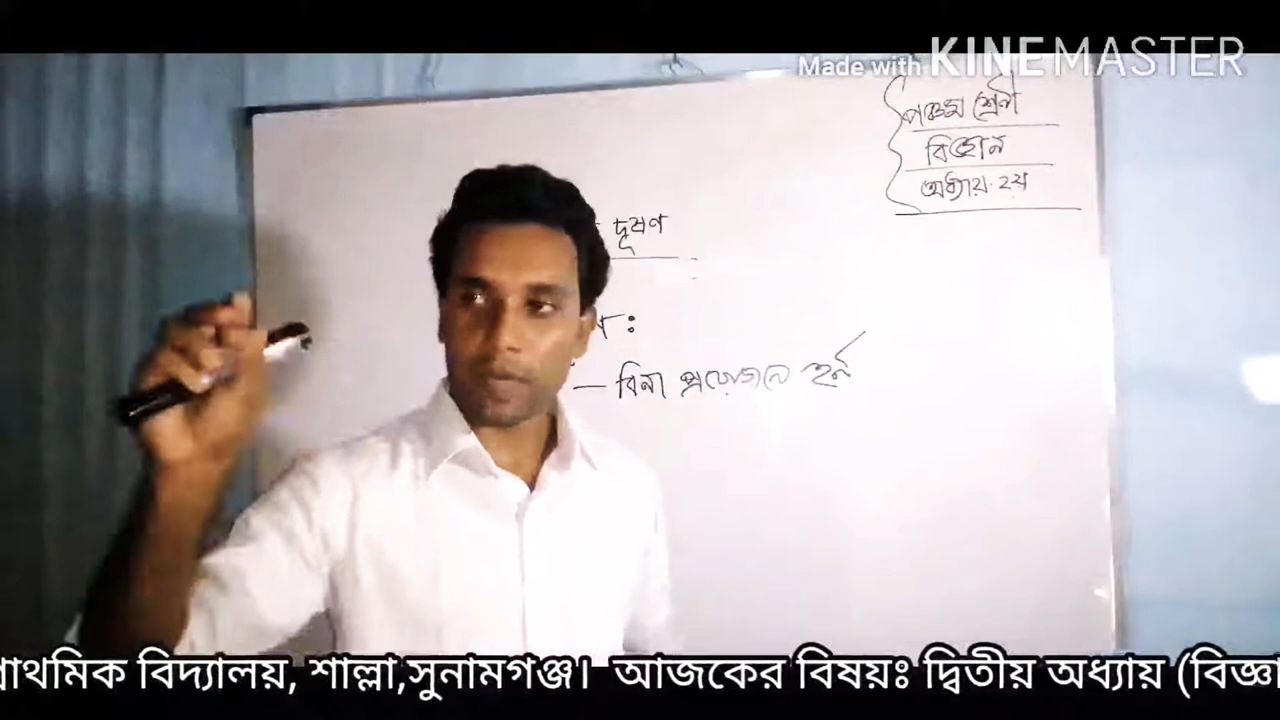 Made with KINEMASTER
পঞ্চম শ্রেণী
বিজ্ঞান
অধ্যায়-২য়
দূষণ
ণ :
— বিনা প্রয়োজনে হর্ন
প্রাথমিক বিদ্যালয়, শাল্লা,সুনামগঞ্জ। আজকের বিষয়ঃ দ্বিতীয় অধ্যায় (বিজ্ঞা